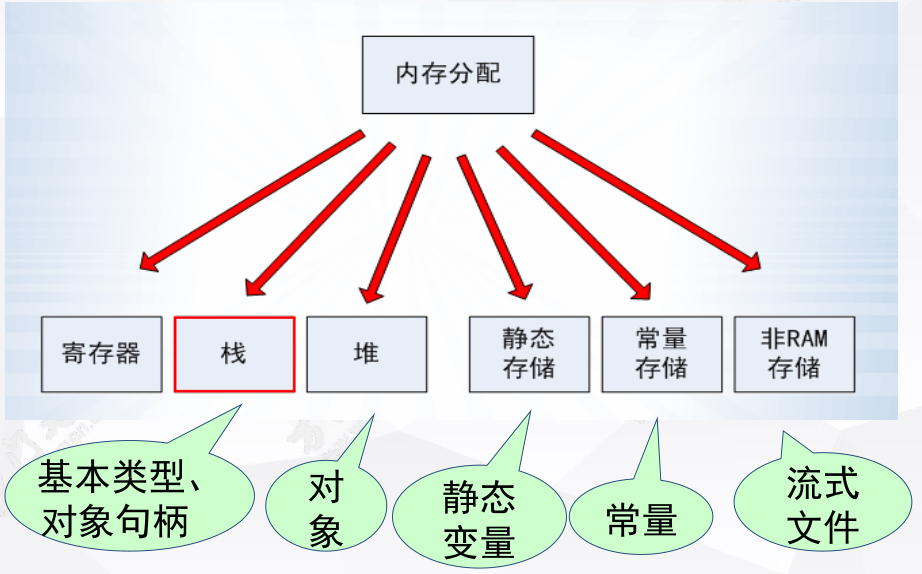 内存分配
寄存器
栈
堆
静态
存储
常量
存储
非RAM
存储
基本类型、
对象句柄
对
象
静态
变量
常量
流式
文件